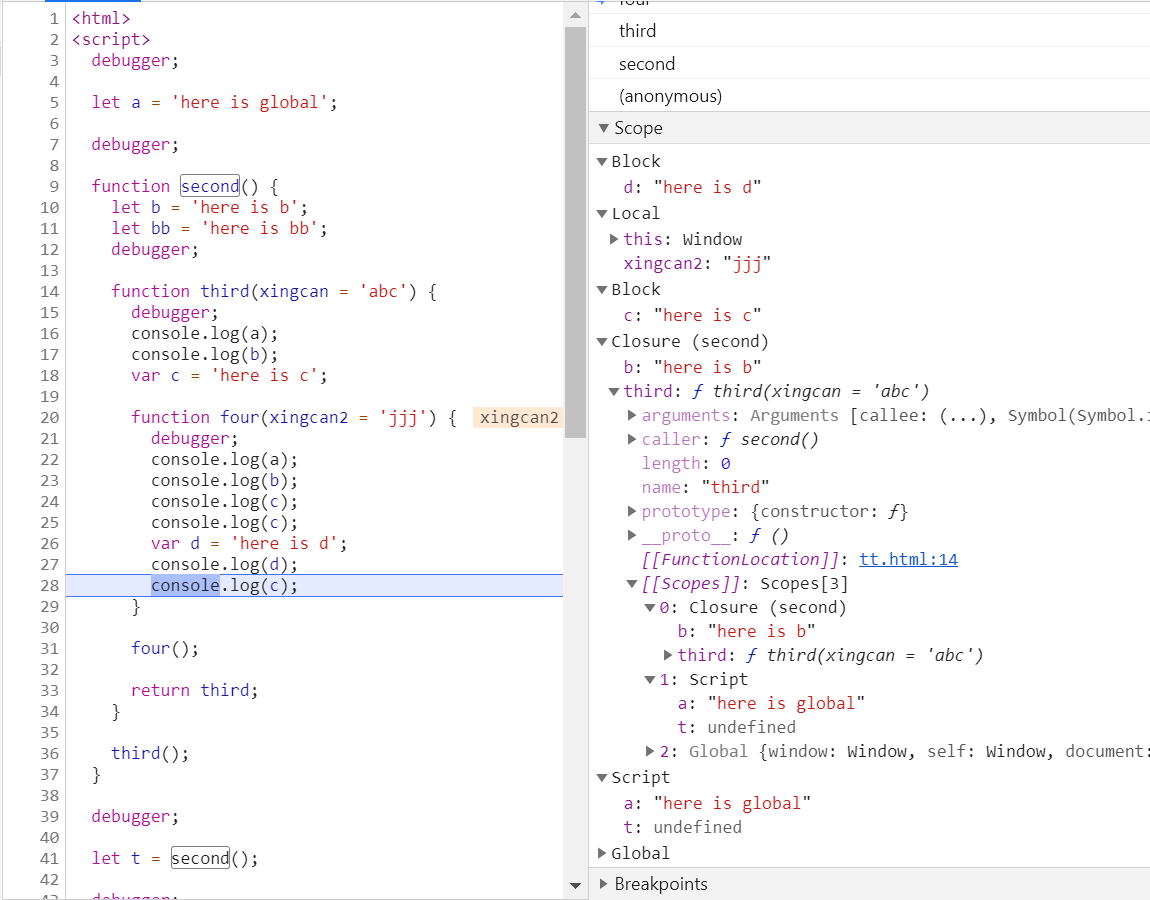 1 <html>
2 <script>
3 debugger;
4
5 let a = 'here is global';
6
7 debugger;
8
9 function second() {
10 let b = 'here is b';
11 let bb = 'here is bb';
12 debugger;
13
14 function third(xingcan = 'abc') {
15 debugger;
16 console.log(a);
17 console.log(b);
18 var c = 'here is c';
19
20 function four(xingcan2 = 'jjj') { xingcan2
21 debugger;
22 console.log(a);
23 console.log(b);
24 console.log(c);
25 console.log(c);
26 var d = 'here is d';
27 console.log(d);
28 console.log(c);
29 }
30
31 four();
32
33 return third;
34 }
35
36 third();
37 }
38
39 debugger;
40
41 let t = second();
42
43 debugger;
four
third
second
(anonymous)
Scope
Block
d: "here is d"
Local
this: Window
xingcan2: "jjj"
Block
c: "here is c"
Closure (second)
b: "here is b"
third: ƒ third(xingcan = 'abc')
arguments: Arguments [callee: (...), Symbol(Symbol.i
caller: ƒ second()
length: 0
name: "third"
prototype: {constructor: ƒ}
__proto__: ƒ ()
[[FunctionLocation]]: tt.html:14
[[Scopes]]: Scopes[3]
0: Closure (second)
b: "here is b"
third: ƒ third(xingcan = 'abc')
1: Script
a: "here is global"
t: undefined
2: Global {window: Window, self: Window, document:
Script
a: "here is global"
t: undefined
Global
Breakpoints